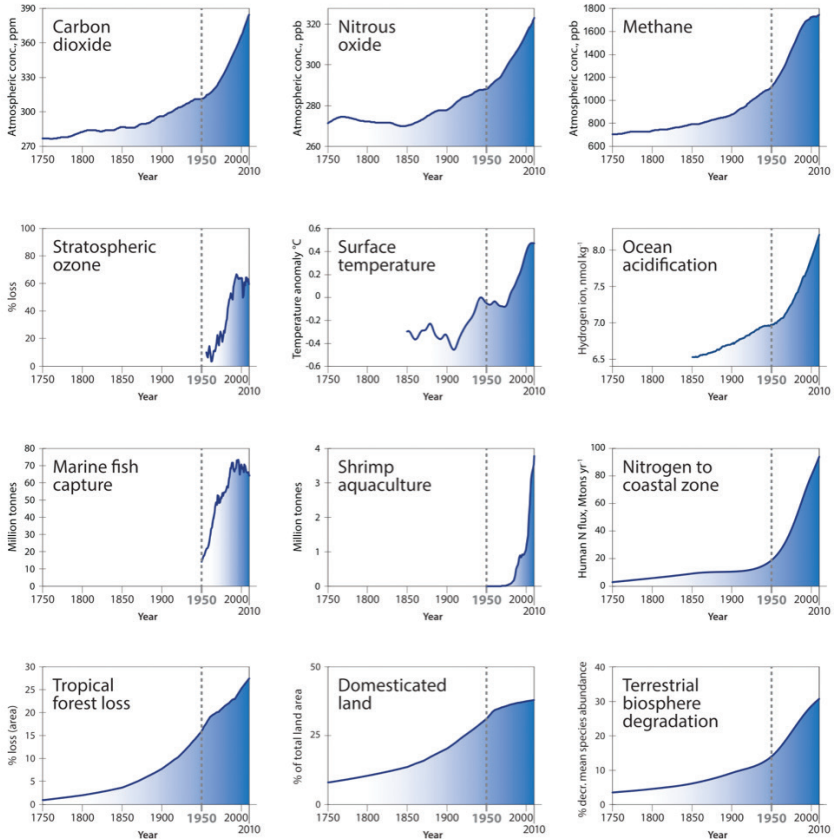 Carbon
dioxide
Atmospheric conc., ppm
390
360
330
300
270
1750 1800 1850 1900 1950 2000
2010
Year
Nitrous
oxide
Atmospheric conc., ppb
320
300
280
260
1750 1800 1850 1900 1950 2000
2010
Year
Methane
Atmospheric conc., ppb
1800
1600
1400
1200
1000
800
600
1750 1800 1850 1900 1950 2000
2010
Year
Stratospheric
ozone
% loss
100
80
60
40
20
0
1750 1800 1850 1900 1950 2000
2010
Year
Surface
temperature
Temperature anomaly °C
0.6
0.4
0.2
0
-0.2
-0.4
-0.6
1750 1800 1850 1900 1950 2000
2010
Year
Ocean
acidification
Hydrogen ion, nmol kg⁻¹
8.0
7.0
6.5
1750 1800 1850 1900 1950 2000
2010
Year
Marine fish
capture
Million tonnes
80
70
60
50
40
30
20
10
0
1750 1800 1850 1900 1950 2000
2010
Year
Shrimp
aquaculture
Million tonnes
4
3
2
1
0
1750 1800 1850 1900 1950 2000
2010
Year
Nitrogen to
coastal zone
Human N flux, Mtons yr⁻¹
100
80
60
40
20
0
1750 1800 1850 1900 1950 2000
2010
Year
Tropical
forest loss
% loss (area)
30
25
20
15
10
5
0
1750 1800 1850 1900 1950 2000
2010
Year
Domesticated
land
% of total land area
50
25
0
1750 1800 1850 1900 1950 2000
2010
Year
Terrestrial
biosphere
degradation
% decr. mean species abundance
40
30
20
10
0
1750 1800 1850 1900 1950 2000
2010
Year